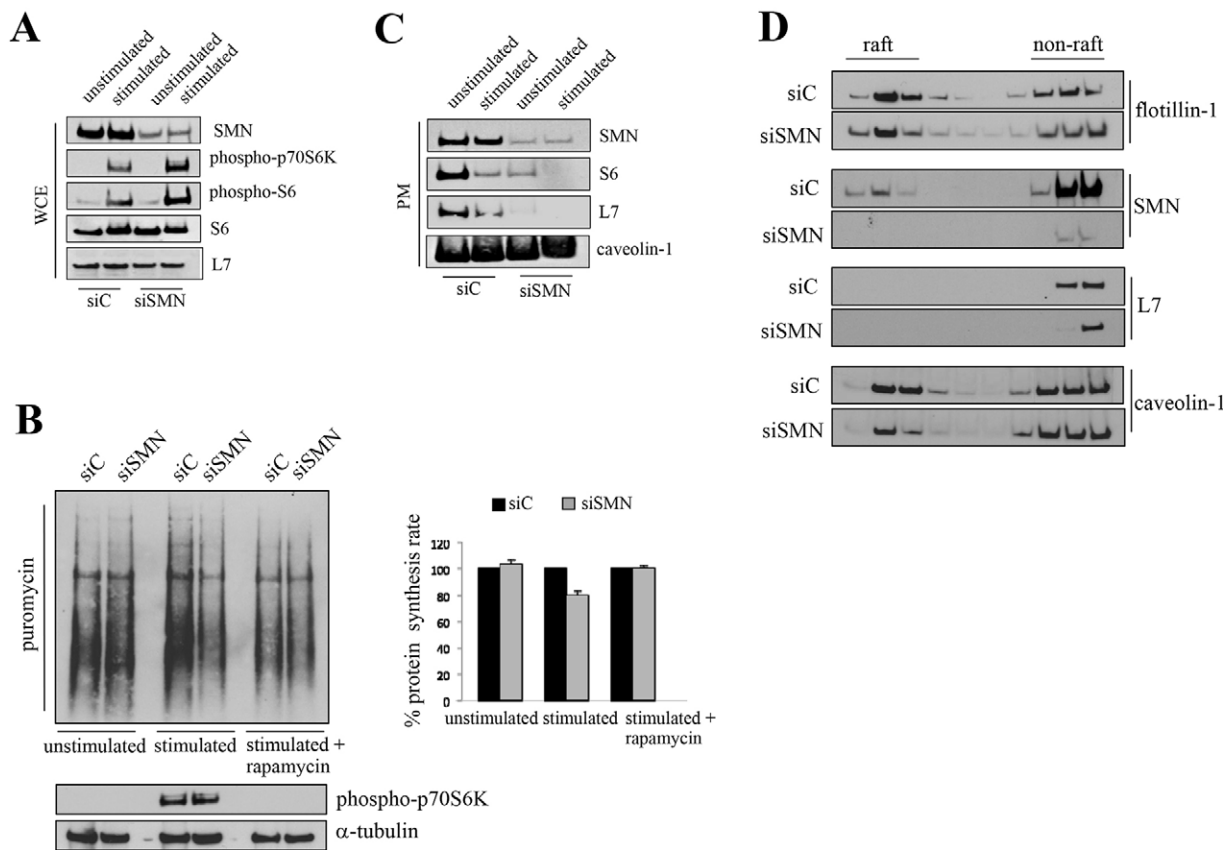 A
unstimulated
stimulated
unstimulated
stimulated
WCE
SMN
phospho-p70S6K
phospho-S6
S6
L7
siC
siSMN
C
unstimulated
stimulated
unstimulated
stimulated
PM
SMN
S6
L7
caveolin-1
siC
siSMN
D
raft
non-raft
siC
siSMN
flotillin-1
siC
siSMN
SMN
siC
siSMN
L7
siC
siSMN
caveolin-1
B
siC
siSMN
siC
siSMN
siC
siSMN
puromycin
unstimulated
stimulated
stimulated +
rapamycin
phospho-p70S6K
α-tubulin
siC
siSMN
% protein synthesis rate
120
100
80
60
40
20
0
unstimulated
stimulated
stimulated +
rapamycin